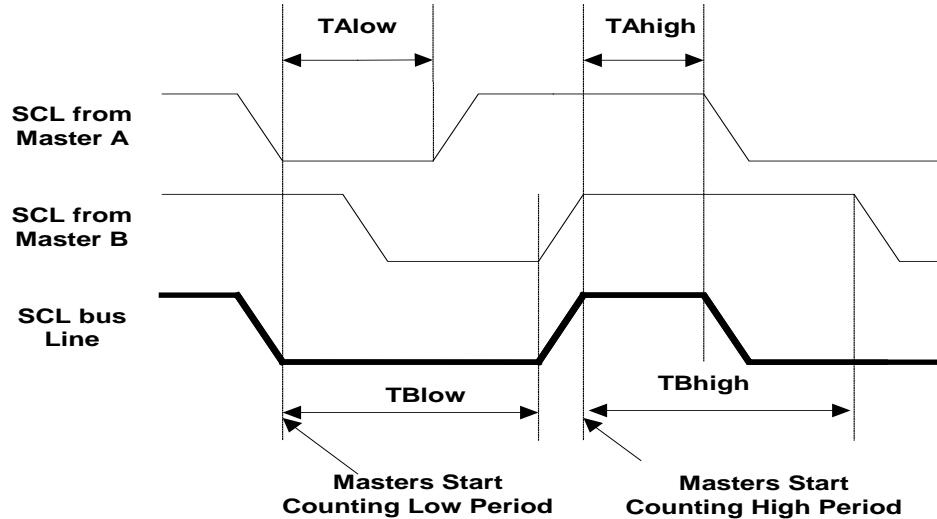 TAlow
TAhigh
SCL from
Master A
SCL from
Master B
SCL bus
Line
TBlow
TBhigh
Masters Start
Counting Low Period
Masters Start
Counting High Period